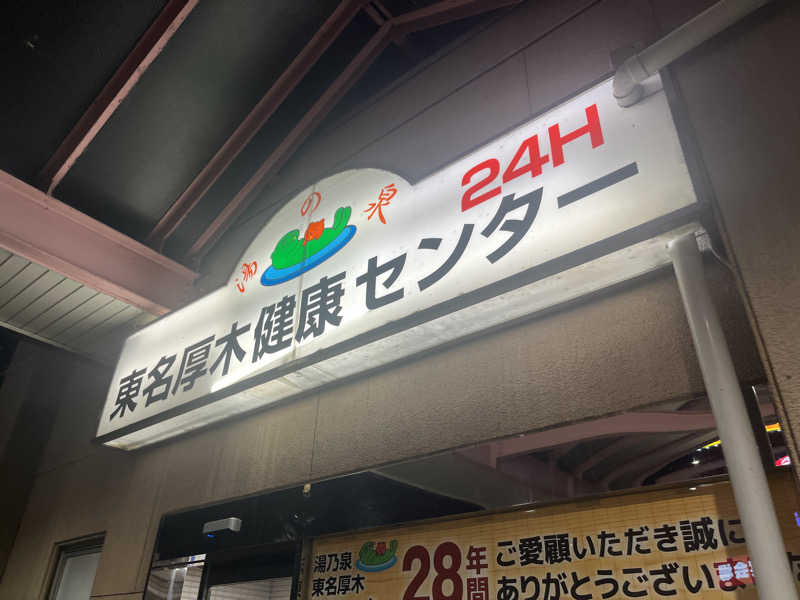 湯の泉
24H
東名厚木健康センター
湯乃泉
東名厚木
28年間
ご愛顧いただき誠に
ありがとうございま